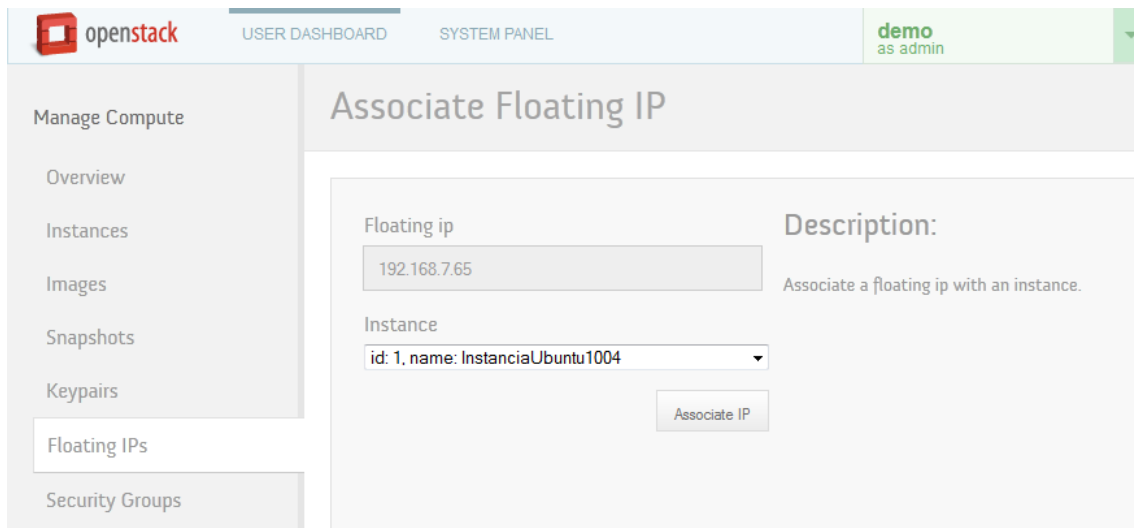 openstack
USER DASHBOARD
SYSTEM PANEL
demo
as admin
Manage Compute
Overview
Instances
Images
Snapshots
Keypairs
Floating IPs
Security Groups
Associate Floating IP
Floating ip
192.168.7.65
Instance
id: 1, name: InstanciaUbuntu1004
Associate IP
Description:
Associate a floating ip with an instance.